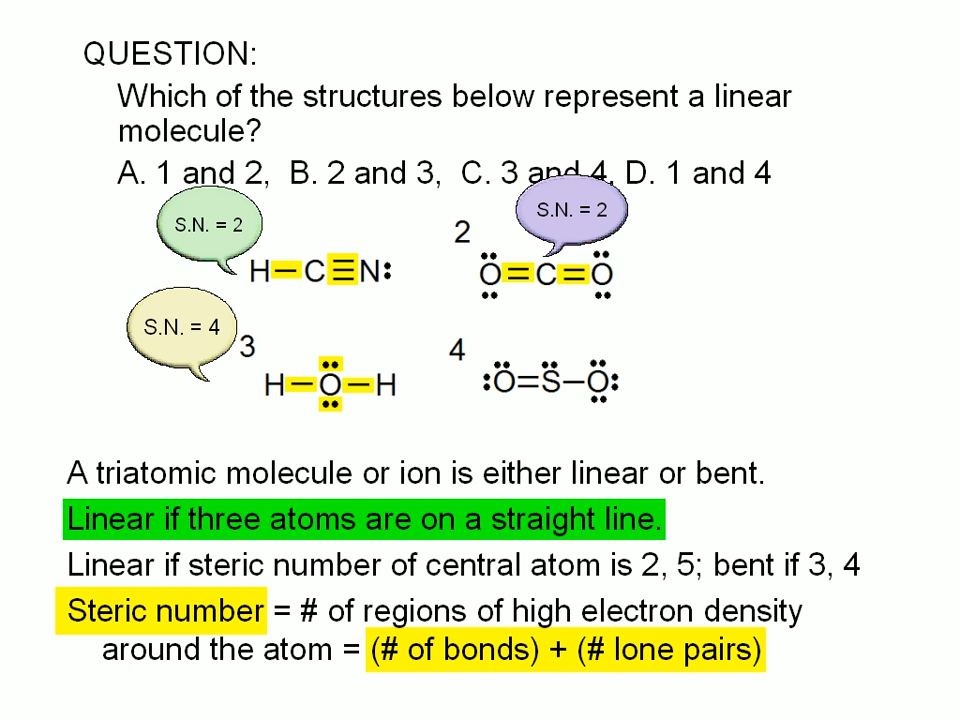 QUESTION:
Which of the structures below represent a linear
molecule?
A. 1 and 2, B. 2 and 3, C. 3 and 4, D. 1 and 4
S.N. = 2
S.N. = 2
2
H–C≡N:
O=C=O
S.N. = 4
3
4
H–O–H
:O=S–O:
A triatomic molecule or ion is either linear or bent.
Linear if three atoms are on a straight line.
Linear if steric number of central atom is 2, 5; bent if 3, 4
Steric number = # of regions of high electron density
around the atom = (# of bonds) + (# lone pairs)